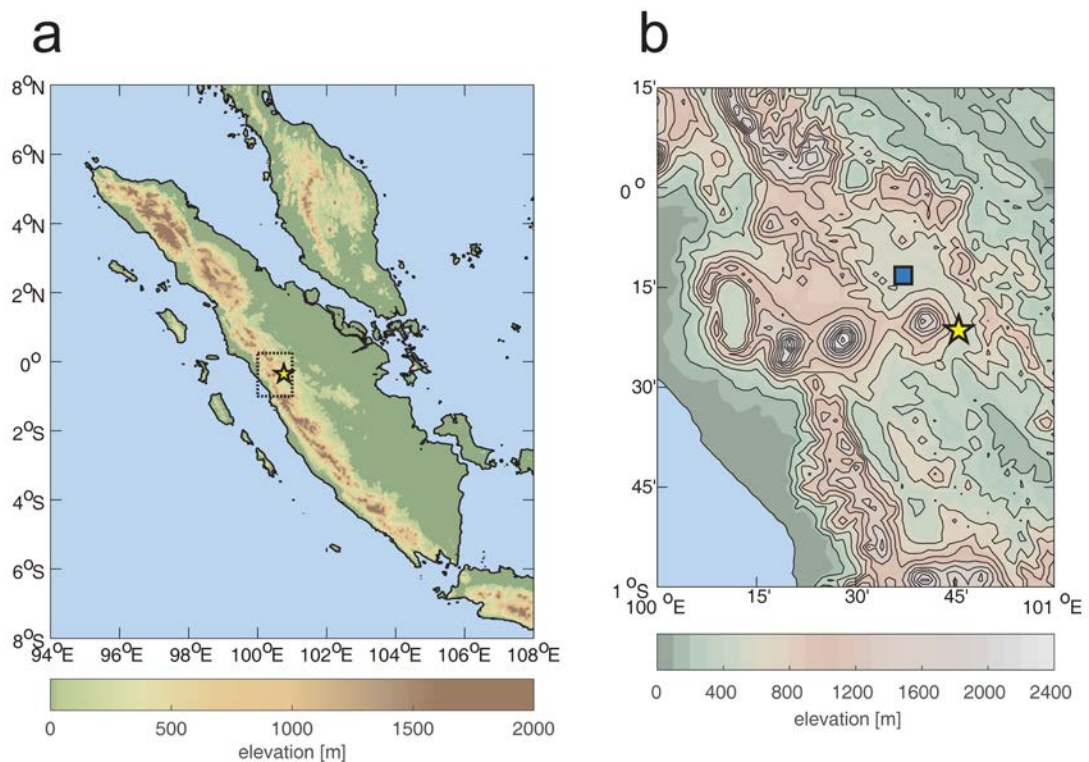 a
8°N
6°N
4°N
2°N
0°
2°S
4°S
6°S
8°S
94°E 96°E 98°E 100°E 102°E 104°E 106°E 108°E
0 500 1000 1500 2000
elevation [m]
b
15'
0°
15'
30'
45'
1°S
100°E 15' 30' 45' 101°E
0 400 800 1200 1600 2000 2400
elevation [m]